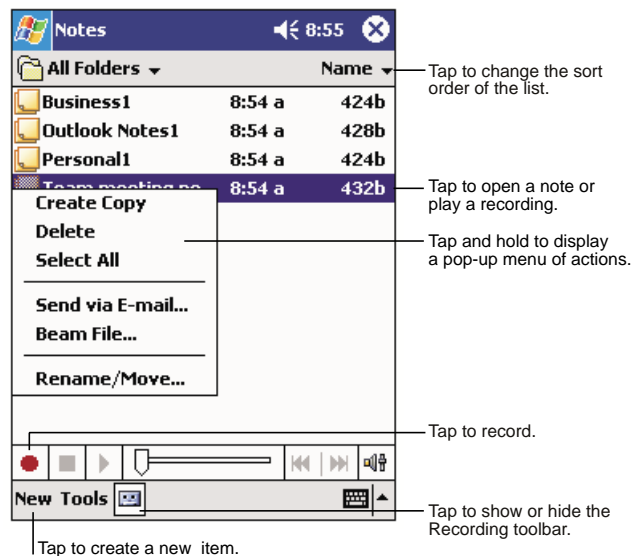 Notes 8:55
All Folders Name
Tap to change the sort
order of the list.
Business1 8:54 a 424b
Outlook Notes1 8:54 a 428b
Personal1 8:54 a 424b
Team meeting no 8:54 a 432b
Tap to open a note or
play a recording.
Create Copy
Delete
Select All
Tap and hold to display
a pop-up menu of actions.
Send via E-mail...
Beam File...
Rename/Move...
Tap to record.
New Tools
Tap to show or hide the
Recording toolbar.
Tap to create a new item.